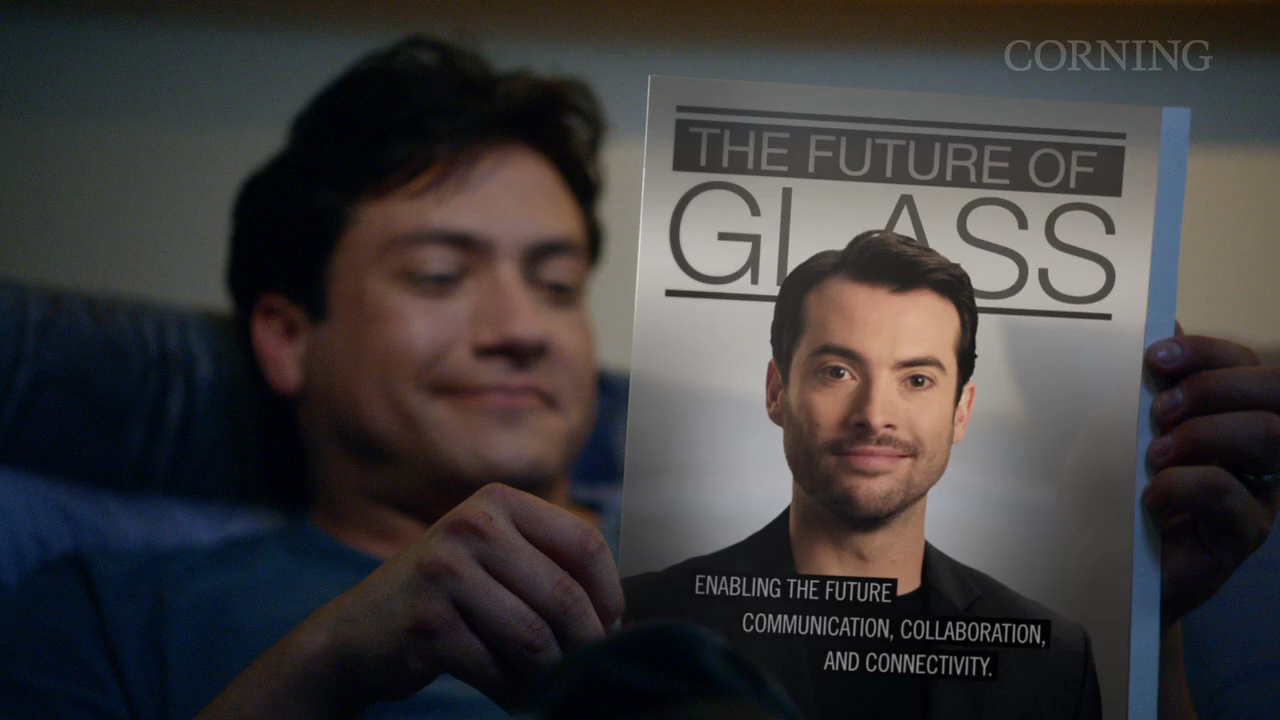 CORNING
THE FUTURE OF
GLASS
ENABLING THE FUTURE
COMMUNICATION, COLLABORATION,
AND CONNECTIVITY.